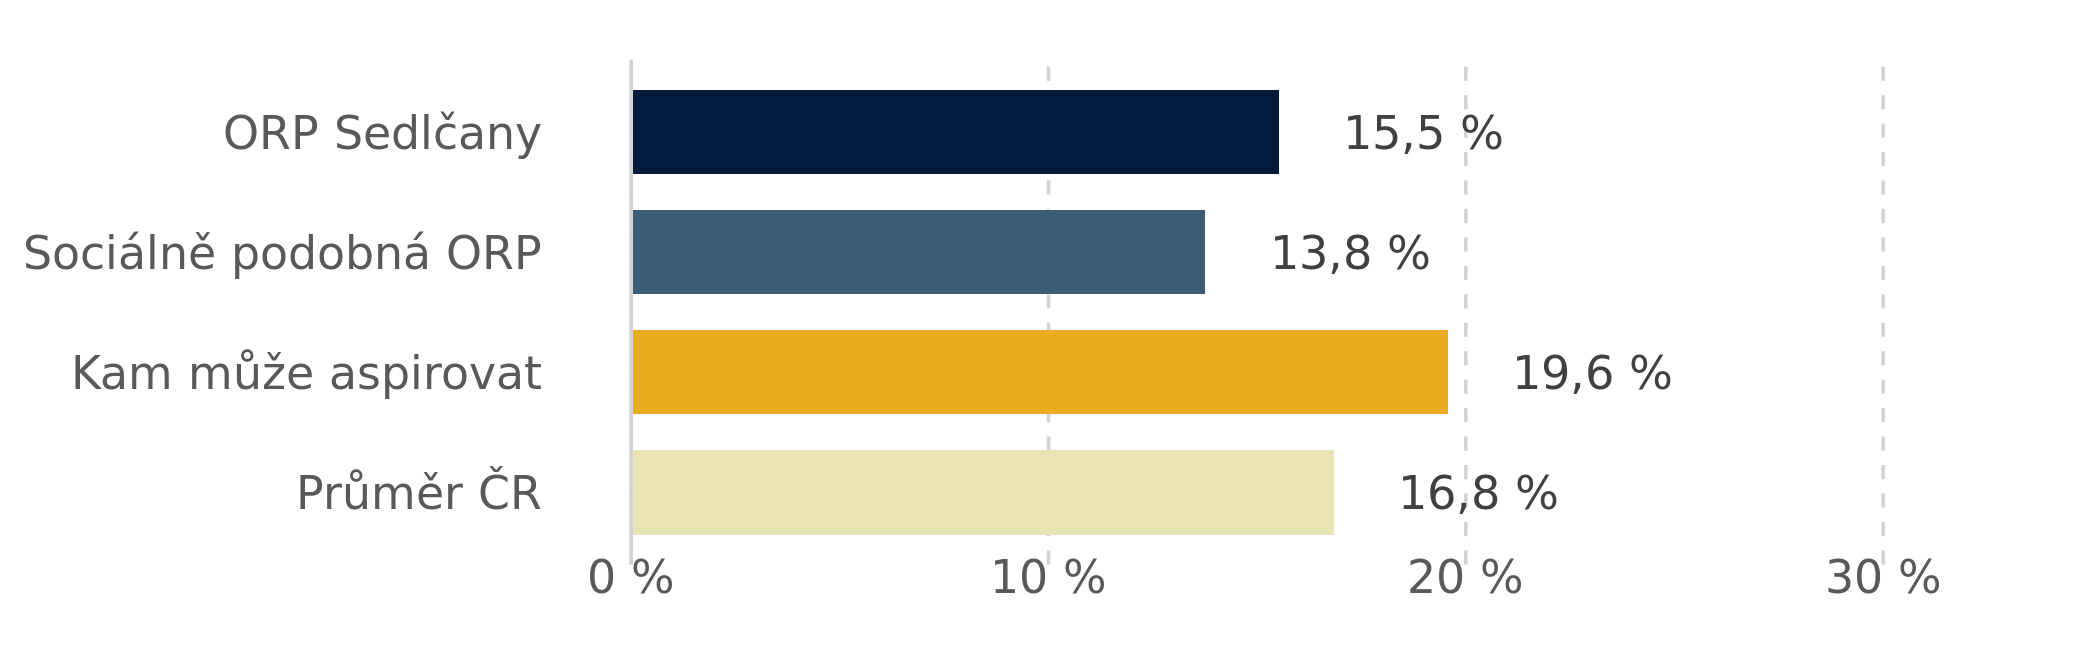 ORP Sedlčany 15,5 %
Sociálně podobná ORP 13,8 %
Kam může aspirovat 19,6 %
Průměr ČR 16,8 %
0 % 10 % 20 % 30 %